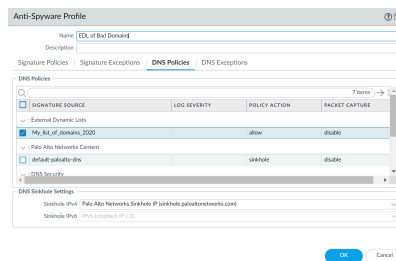 Anti-Spyware Profile
Name EDL of Bad Domains
Description
Signature Policies | Signature Exceptions | DNS Policies | DNS Exceptions
DNS Policies
7 items
SIGNATURE SOURCE LOG SEVERITY POLICY ACTION PACKET CAPTURE
: External Dynamic Lists
My_list_of_domains_2020 allow disable
: Palo Alto Networks Content
default-paloalto-dns sinkhole disable
: DNS Security
DNS Sinkhole Settings
Sinkhole IPv4 Palo Alto Networks Sinkhole IP (sinkhole.paloaltonetworks.com)
Sinkhole IPv6 IPv6 Loopback IP (::1)
OK Cancel